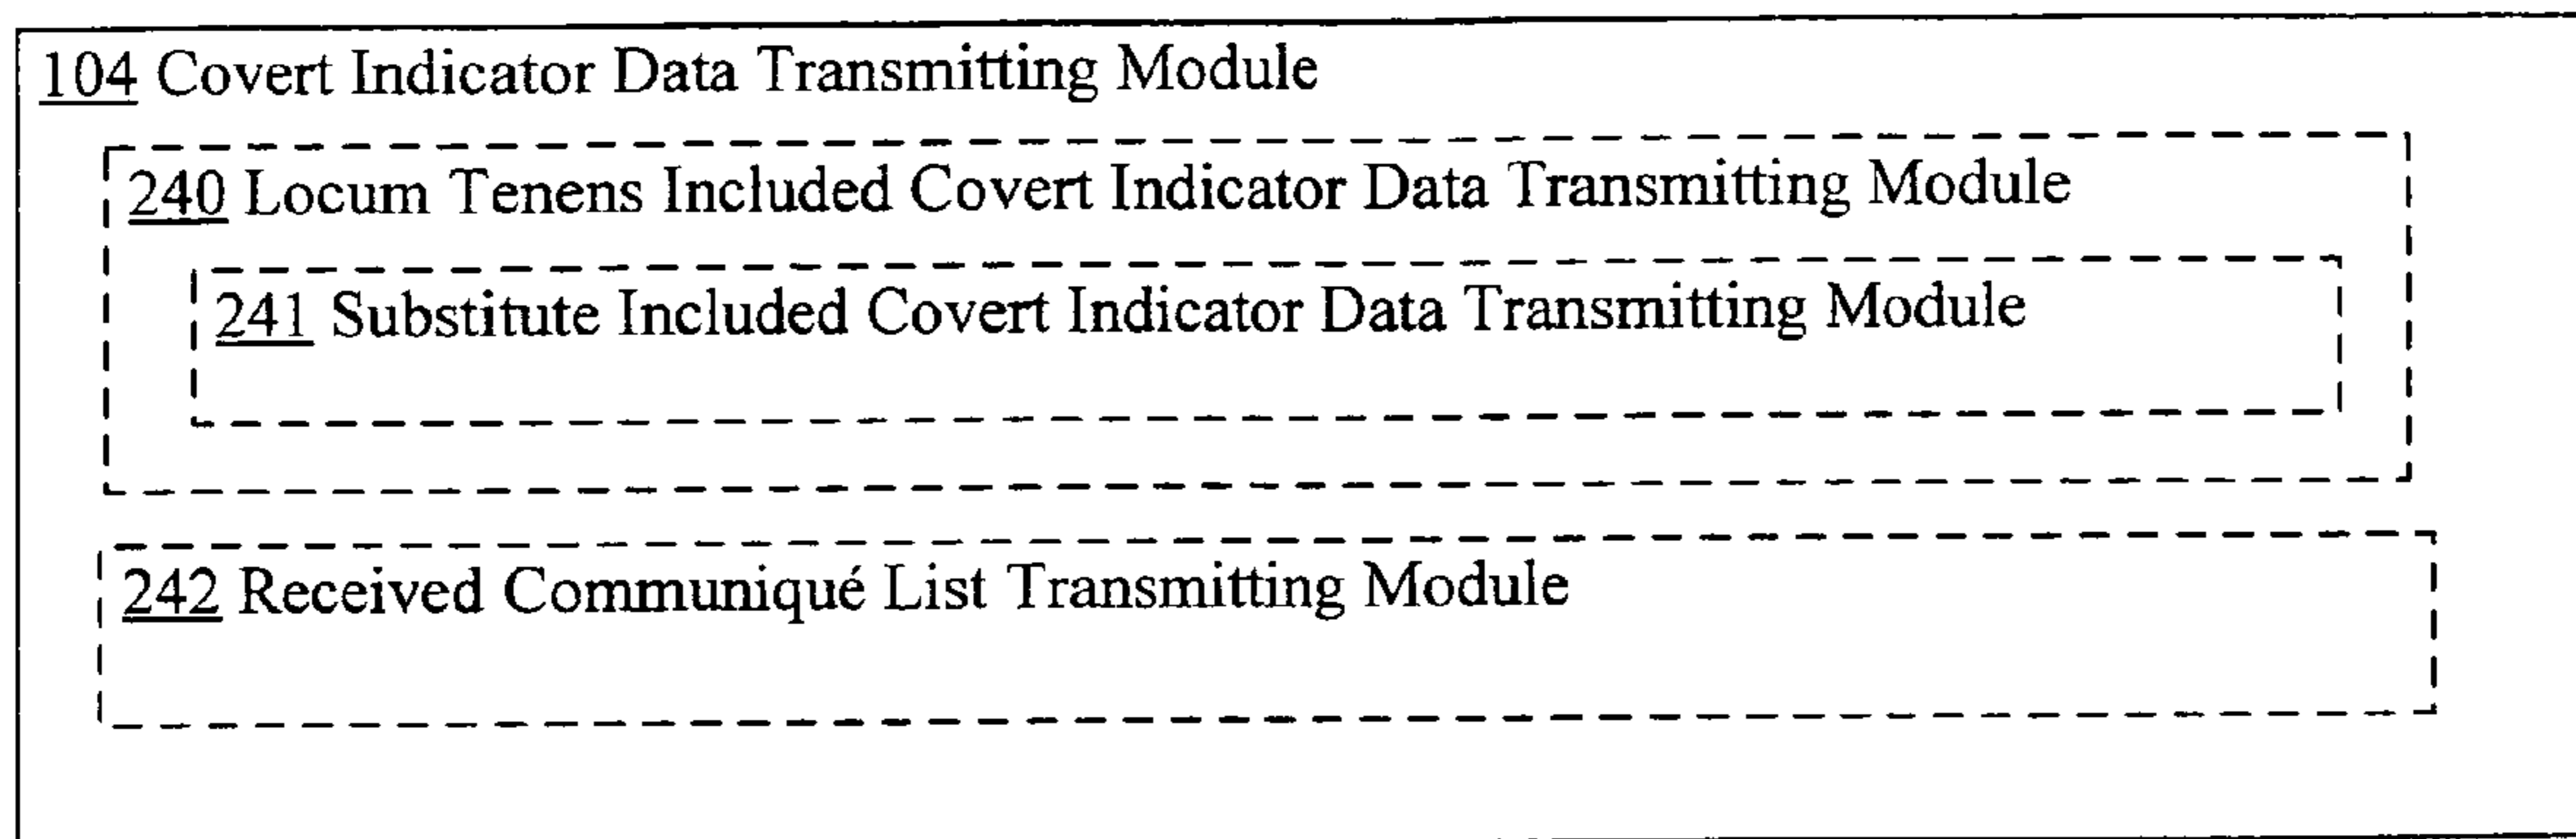 104 Covert Indicator Data Transmitting Module
240 Locum Tenens Included Covert Indicator Data Transmitting Module
241 Substitute Included Covert Indicator Data Transmitting Module
242 Received Communiqué List Transmitting Module